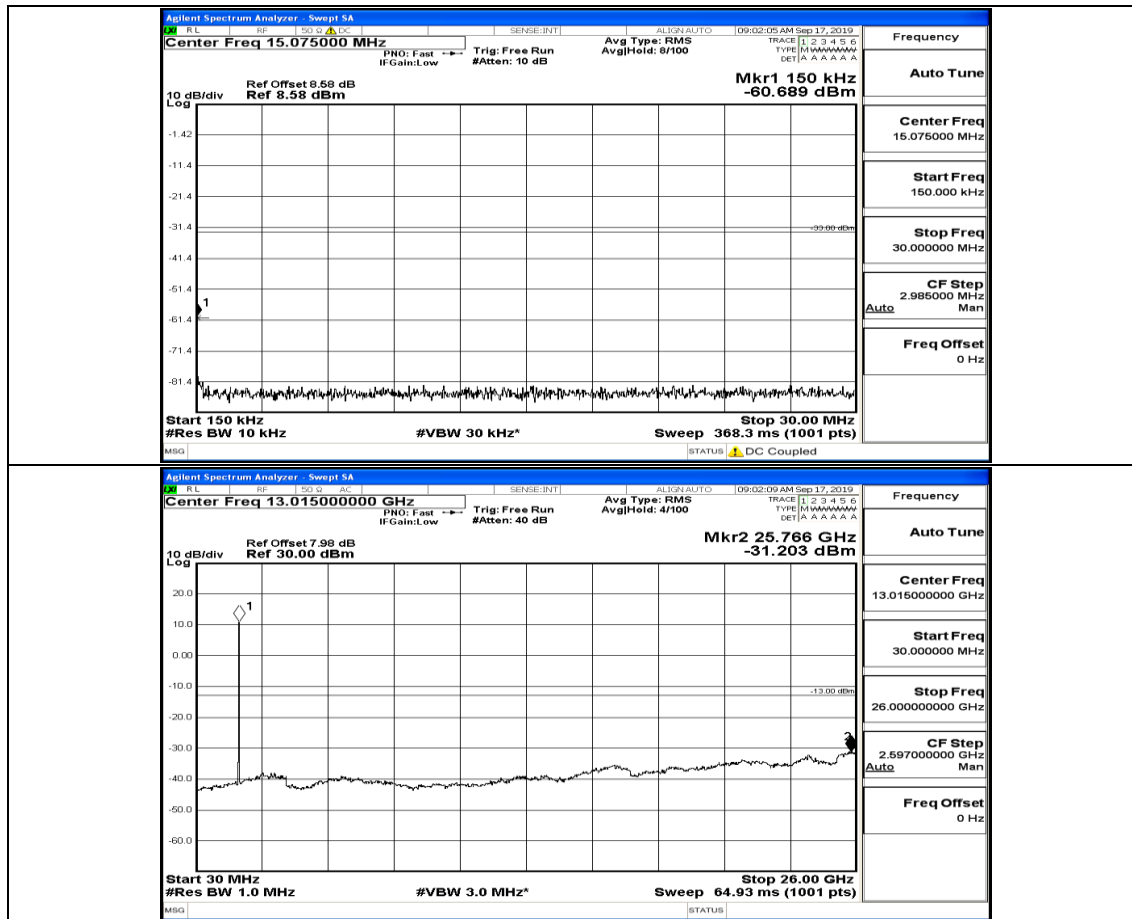 Agilent Spectrum Analyzer - Swept SA
LXI RL RF 50 Ω DC SENSE:INT ALIGN AUTO 09:02:05 AM Sep 17, 2019
Center Freq 15.075000 MHz
PNO: Fast Trig: Free Run Avg Type: RMS TRACE 1 2 3 4 5 6
IFGain:Low #Atten: 10 dB Avg|Hold: 8/100 TYPE M
DET A A A A A A
Frequency
Auto Tune
Ref Offset 8.58 dB Mkr1 150 kHz
10 dB/div Ref 8.58 dBm -60.689 dBm
Log
-1.42
-11.4
-21.4
-31.4
-33.00 dBm
-41.4
-51.4
1
-61.4
-71.4
-81.4
Center Freq
15.075000 MHz
Start Freq
150.000 kHz
Stop Freq
30.000000 MHz
CF Step
2.985000 MHz
Auto Man
Freq Offset
0 Hz
Start 150 kHz Stop 30.00 MHz
#Res BW 10 kHz #VBW 30 kHz* Sweep 368.3 ms (1001 pts)
MSG STATUS DC Coupled
Agilent Spectrum Analyzer - Swept SA
LXI RL RF 50 Ω AC SENSE:INT ALIGN AUTO 09:02:09 AM Sep 17, 2019
Center Freq 13.015000000 GHz
PNO: Fast Trig: Free Run Avg Type: RMS TRACE 1 2 3 4 5 6
IFGain:Low #Atten: 40 dB Avg|Hold: 4/100 TYPE M
DET A A A A A A
Frequency
Auto Tune
Ref Offset 7.98 dB Mkr2 25.766 GHz
10 dB/div Ref 30.00 dBm -31.203 dBm
Log
20.0
1
10.0
0.00
-10.0
-13.00 dBm
-20.0
2
-30.0
-40.0
-50.0
-60.0
Center Freq
13.015000000 GHz
Start Freq
30.000000 MHz
Stop Freq
26.000000000 GHz
CF Step
2.597000000 GHz
Auto Man
Freq Offset
0 Hz
Start 30 MHz Stop 26.00 GHz
#Res BW 1.0 MHz #VBW 3.0 MHz* Sweep 64.93 ms (1001 pts)
MSG STATUS